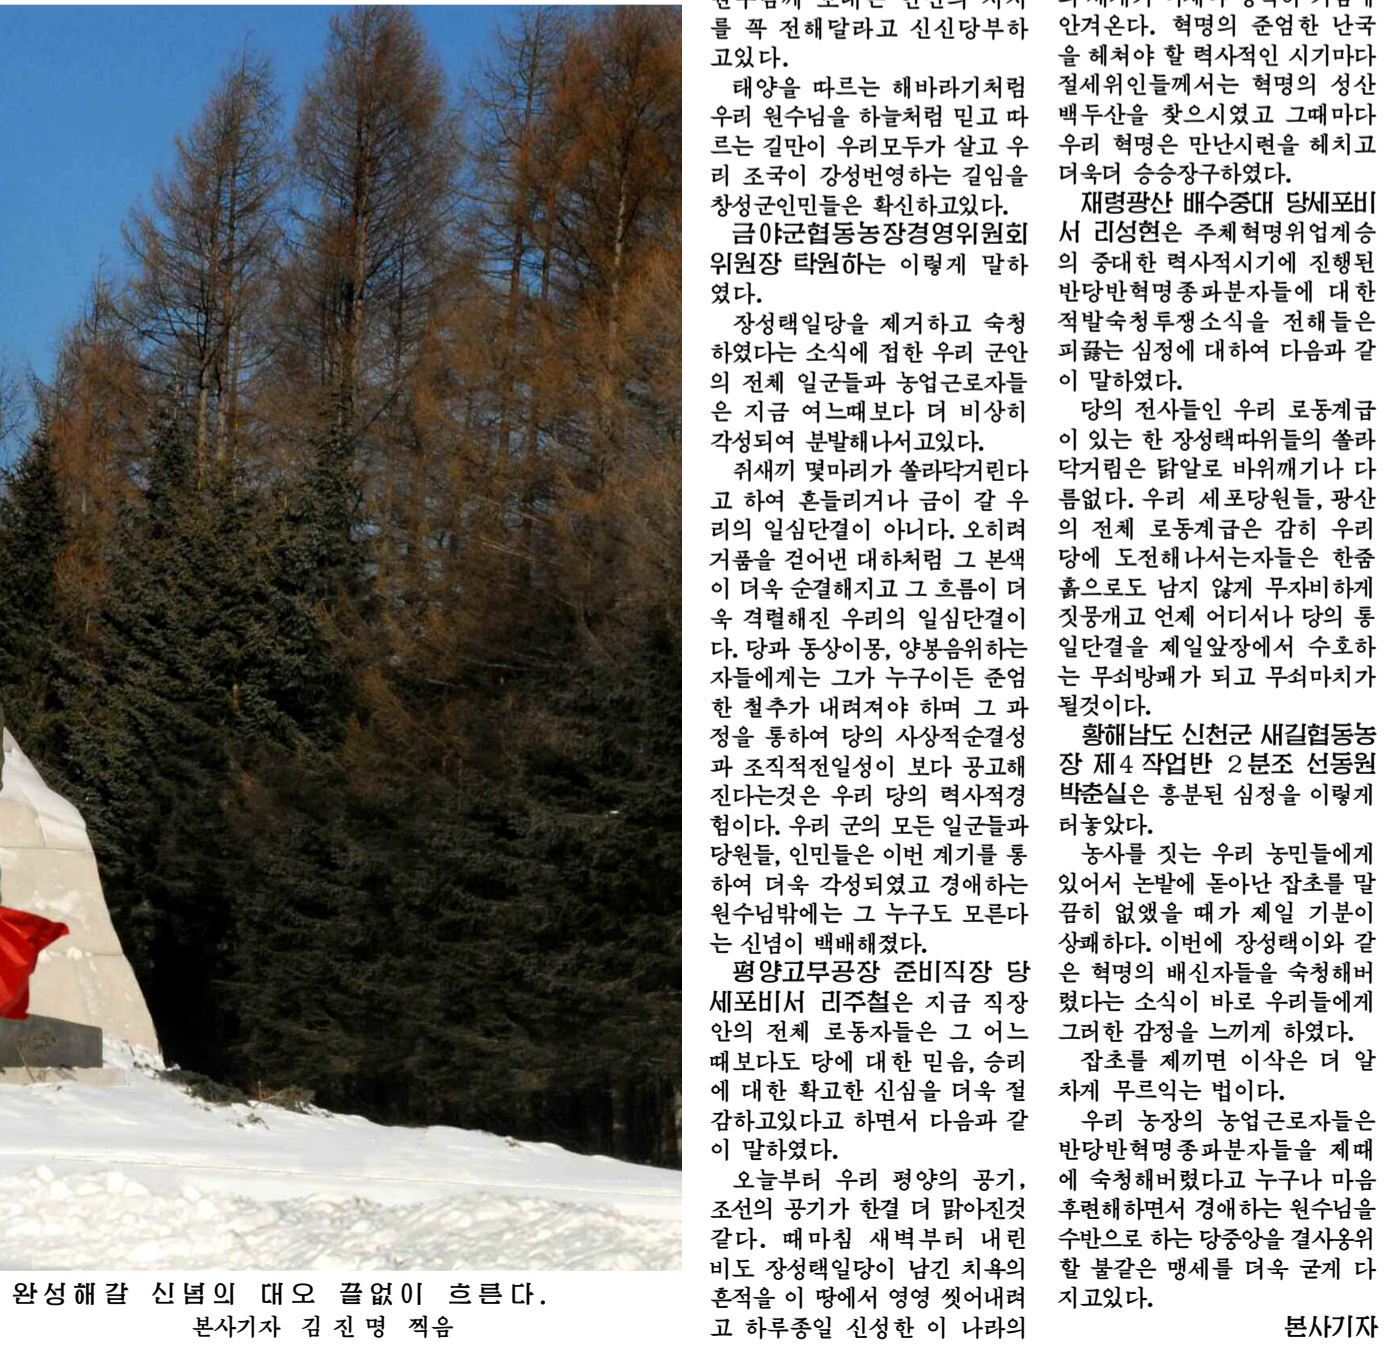 완성해갈 신념의 대오 끝없이 흐른다.
본사기자 김진명 찍음
를 꼭 전해달라고 신신당부하
고있다.
태양을 따르는 해바라기처럼
우리 원수님을 하늘처럼 믿고 따
르는 길만이 우리모두가 살고 우
리 조국이 강성번영하는 길임을
창성군인민들은 확신하고있다.
금야군협동농장경영위원회
위원장 탁원하는 이렇게 말하
였다.
장성택일당을 제거하고 숙청
하였다는 소식에 접한 우리 군안
의 전체 일군들과 농업근로자들
은 지금 여느때보다 더 비상히
각성되여 분발해나서고있다.
쥐새끼 몇마리가 쏠라닥거린다
고 하여 흔들리거나 금이 갈 우
리의 일심단결이 아니다. 오히려
거품을 걷어낸 대하처럼 그 본색
이 더욱 순결해지고 그 흐름이 더
욱 격렬해진 우리의 일심단결이
다. 당과 동상이몽, 양봉음위하는
자들에게는 그가 누구이든 준엄
한 철추가 내려져야 하며 그 과
정을 통하여 당의 사상적순결성
과 조직적전일성이 보다 공고해
진다는것은 우리 당의 력사적경
험이다. 우리 군의 모든 일군들과
당원들, 인민들은 이번 계기를 통
하여 더욱 각성되였고 경애하는
원수님밖에는 그 누구도 모른다
는 신념이 백배해졌다.
평양고무공장 준비직장 당
세포비서 리주철은 지금 직장
안의 전체 로동자들은 그 어느
때보다도 당에 대한 믿음, 승리
에 대한 확고한 신심을 더욱 절
감하고있다고 하면서 다음과 같
이 말하였다.
오늘부터 우리 평양의 공기,
조선의 공기가 한결 더 맑아진것
같다. 때마침 새벽부터 내린
비도 장성택일당이 남긴 치욕의
흔적을 이 땅에서 영영 씻어내려
고 하루종일 신성한 이 나라의
안겨온다. 혁명의 준엄한 난국
을 헤쳐야 할 력사적인 시기마다
절세위인들께서는 혁명의 성산
백두산을 찾으시였고 그때마다
우리 혁명은 만난시련을 헤치고
더욱더 승승장구하였다.
재령광산 배수중대 당세포비
서 리성현은 주체혁명위업계승
의 중대한 력사적시기에 진행된
반당반혁명종파분자들에 대한
적발숙청투쟁소식을 전해들은
피끓는 심정에 대하여 다음과 같
이 말하였다.
당의 전사들인 우리 로동계급
이 있는 한 장성택따위들의 쏠라
닥거림은 닭알로 바위깨기나 다
름없다. 우리 세포당원들, 광산
의 전체 로동계급은 감히 우리
당에 도전해나서는자들은 한줌
흙으로도 남지 않게 무자비하게
짓뭉개고 언제 어디서나 당의 통
일단결을 제일앞장에서 수호하
는 무쇠방패가 되고 무쇠마치가
될것이다.
황해남도 신천군 새길협동농
장 제4작업반 2분조 선동원
박춘실은 흥분된 심정을 이렇게
터놓았다.
농사를 짓는 우리 농민들에게
있어서 논밭에 돋아난 잡초를 말
끔히 없앴을 때가 제일 기분이
상쾌하다. 이번에 장성택이와 같
은 혁명의 배신자들을 숙청해버
렸다는 소식이 바로 우리들에게
그러한 감정을 느끼게 하였다.
잡초를 제끼면 이삭은 더 알
차게 무르익는 법이다.
우리 농장의 농업근로자들은
반당반혁명종파분자들을 제때
에 숙청해버렸다고 누구나 마음
후련해하면서 경애하는 원수님을
수반으로 하는 당중앙을 결사옹위
할 불같은 맹세를 더욱 굳게 다
지고있다.
본사기자